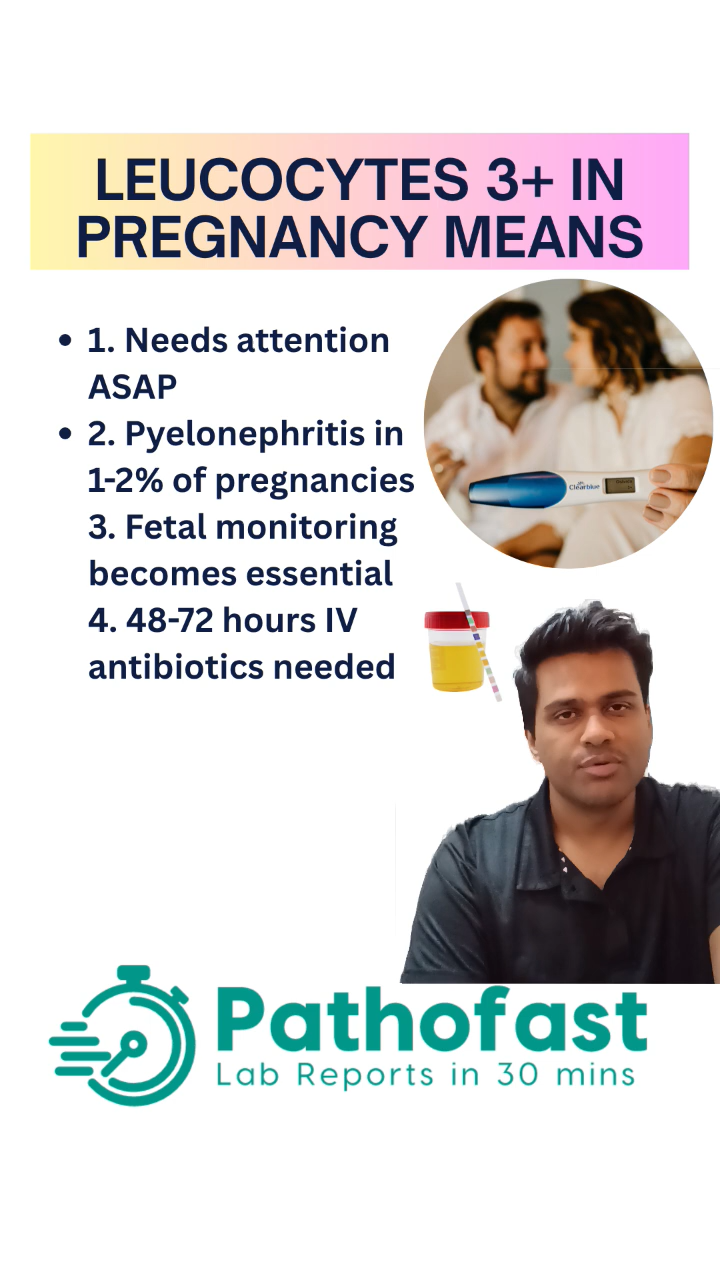 LEUCOCYTES 3+ IN
PREGNANCY MEANS
• 1. Needs attention
ASAP
• 2. Pyelonephritis in
1-2% of pregnancies
3. Fetal monitoring
becomes essential
4. 48-72 hours IV
antibiotics needed
Clearblue
Pathofast
Lab Reports in 30 mins